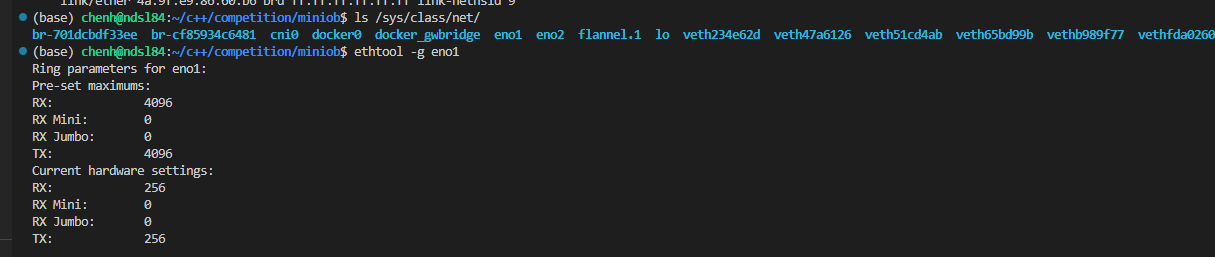 link/ether 4a:9f:e9:86:60:b6 brd ff:ff:ff:ff:ff:ff link-netnsid 9
(base) chenh@ndsl84:~/c++/competition/miniob$ ls /sys/class/net/
br-701dcbdf33ee br-cf85934c6481 cni0 docker0 docker_gwbridge eno1 eno2 flannel.1 lo veth234e62d veth47a6126 veth51cd4ab veth65bd99b vethb989f77 vethfda0260
(base) chenh@ndsl84:~/c++/competition/miniob$ ethtool -g eno1
Ring parameters for eno1:
Pre-set maximums:
RX: 4096
RX Mini: 0
RX Jumbo: 0
TX: 4096
Current hardware settings:
RX: 256
RX Mini: 0
RX Jumbo: 0
TX: 256